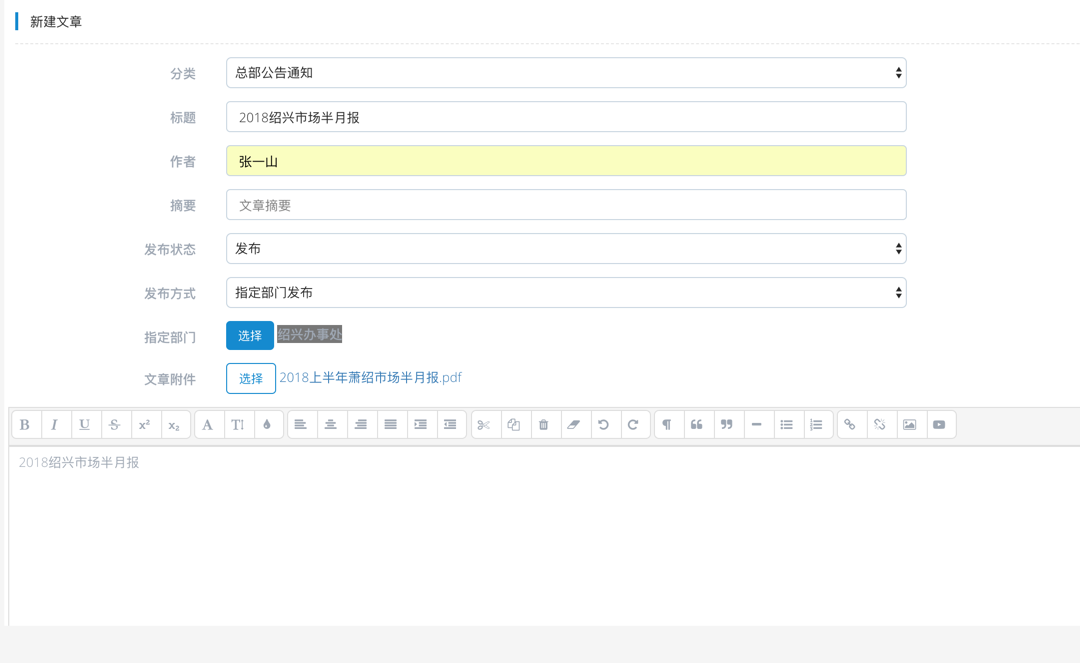 新建文章
分类 总部公告通知
标题 2018绍兴市场半月报
作者 张一山
摘要 文章摘要
发布状态 发布
发布方式 指定部门发布
指定部门 选择 绍兴办事处
文章附件 选择 2018上半年萧绍市场半月报.pdf
B I U S x² x₂ A T
2018绍兴市场半月报